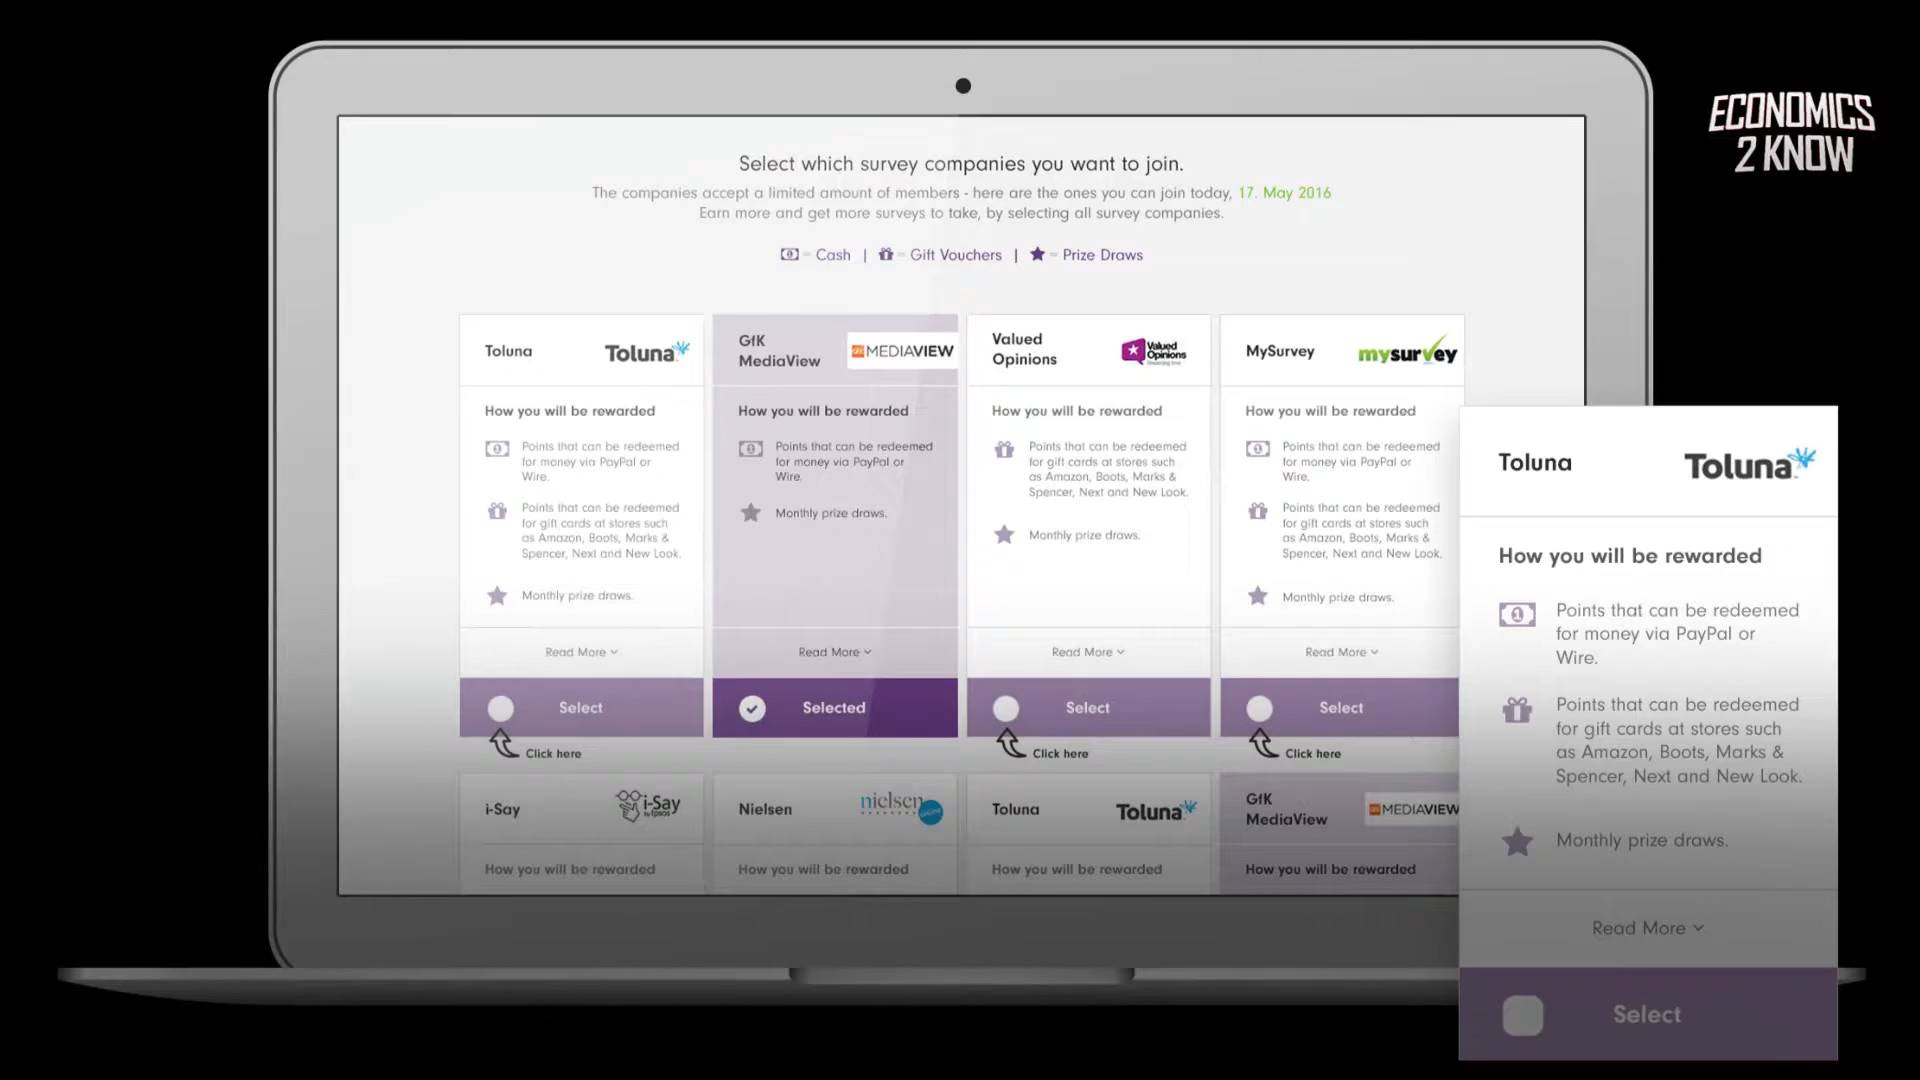 ECONOMICS
2 KNOW
Select which survey companies you want to join.
The companies accept a limited amount of members - here are the ones you can join today, 17. May 2016
Earn more and get more surveys to take, by selecting all survey companies.
= Cash | = Gift Vouchers | = Prize Draws
Toluna
Toluna
How you will be rewarded
Points that can be redeemed
for money via PayPal or
Wire.
Points that can be redeemed
for gift cards at stores such
as Amazon, Boots, Marks &
Spencer, Next and New Look.
Monthly prize draws.
Read More
Select
Click here
GfK
MediaView
GfK MEDIAVIEW
How you will be rewarded
Points that can be redeemed
for money via PayPal or
Wire.
Monthly prize draws.
Read More
Selected
Valued
Opinions
Valued
Opinions
How you will be rewarded
Points that can be redeemed
for gift cards at stores such
as Amazon, Boots, Marks &
Spencer, Next and New Look.
Monthly prize draws.
Read More
Select
Click here
MySurvey
mysurvey
How you will be rewarded
Points that can be redeemed
for money via PayPal or
Wire.
Points that can be redeemed
for gift cards at stores such
as Amazon, Boots, Marks &
Spencer, Next and New Look.
Monthly prize draws.
Read More
Select
Click here
i-Say
i-Say
by Ipsos
How you will be rewarded
Nielsen
nielsen
How you will be rewarded
Toluna
Toluna
How you will be rewarded
GfK
MediaView
GfK MEDIAVIEW
How you will be rewarded
Toluna
Toluna
How you will be rewarded
Points that can be redeemed
for money via PayPal or
Wire.
Points that can be redeemed
for gift cards at stores such
as Amazon, Boots, Marks &
Spencer, Next and New Look.
Monthly prize draws.
Read More
Select